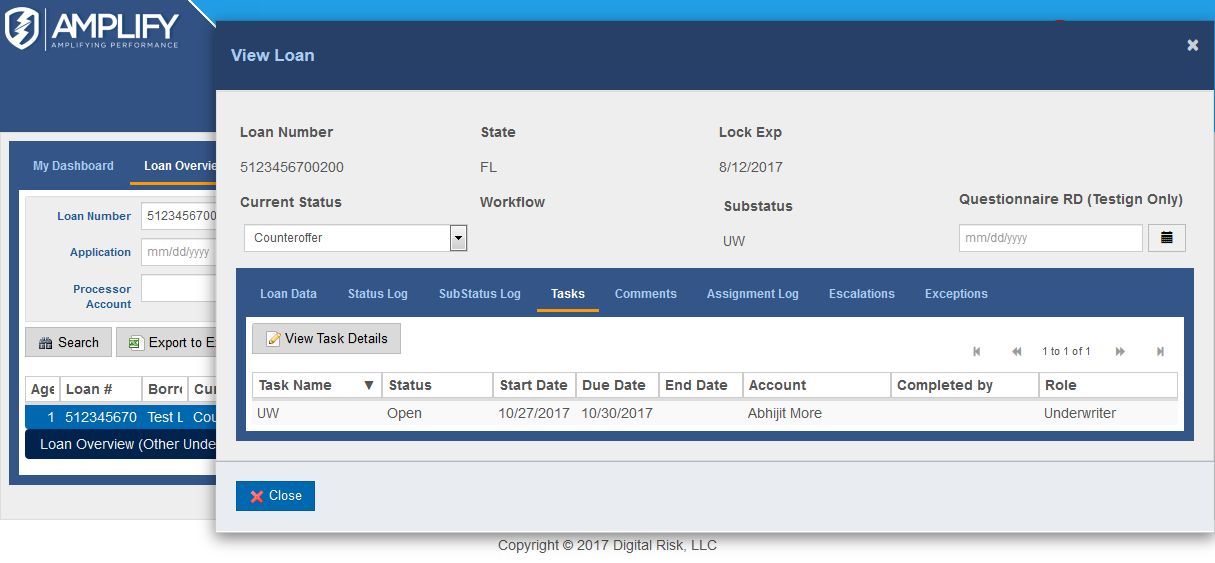 AMPLIFY
AMPLIFYING PERFORMANCE
View Loan
Loan Number State Lock Exp
5123456700200 FL 8/12/2017
Current Status Workflow Substatus Questionnaire RD (Testign Only)
Counteroffer UW mm/dd/yyyy
Loan Data Status Log SubStatus Log Tasks Comments Assignment Log Escalations Exceptions
View Task Details
1 to 1 of 1
Task Name Status Start Date Due Date End Date Account Completed by Role
UW Open 10/27/2017 10/30/2017 Abhijit More Underwriter
Close
My Dashboard Loan Overvie
Loan Number 5123456700
Application mm/dd/yyyy
Processor
Account
Search Export to E
Age Loan # Borr Cu
1 512345670 Test L Cou
Loan Overview (Other Unde
Copyright © 2017 Digital Risk, LLC